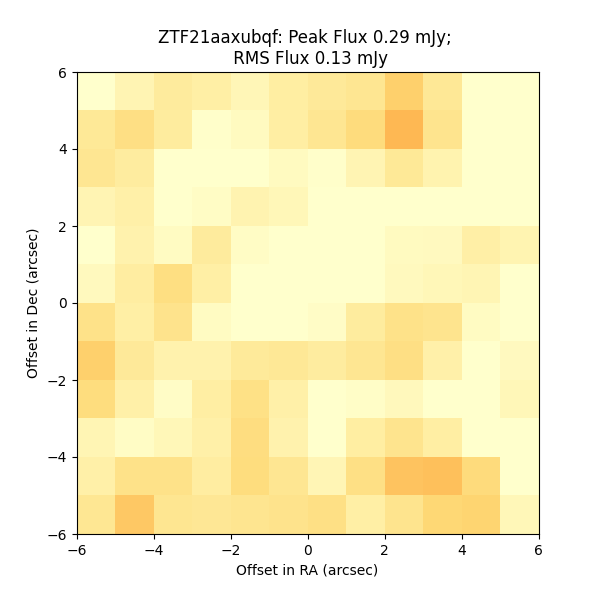 ZTF21aaxubqf: Peak Flux 0.29 mJy;
RMS Flux 0.13 mJy
6
4
2
0
−2
−4
−6
Offset in Dec (arcsec)
−6 −4 −2 0 2 4 6
Offset in RA (arcsec)